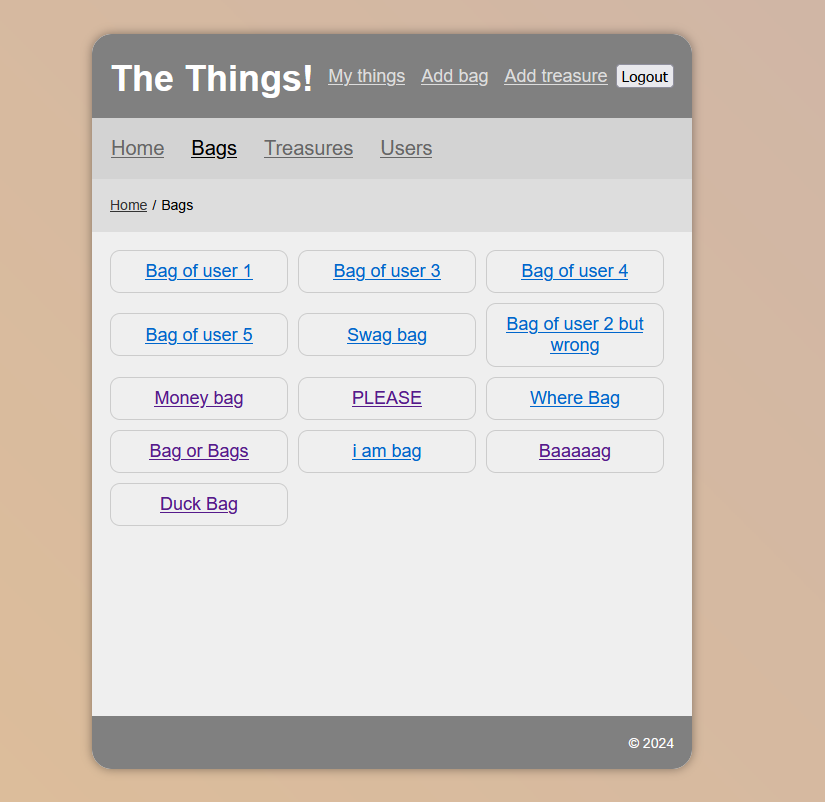 The Things! My things Add bag Add treasure Logout
Home Bags Treasures Users
Home / Bags
Bag of user 1 Bag of user 3 Bag of user 4
Bag of user 5 Swag bag Bag of user 2 but
wrong
Money bag PLEASE Where Bag
Bag or Bags i am bag Baaaaag
Duck Bag
© 2024